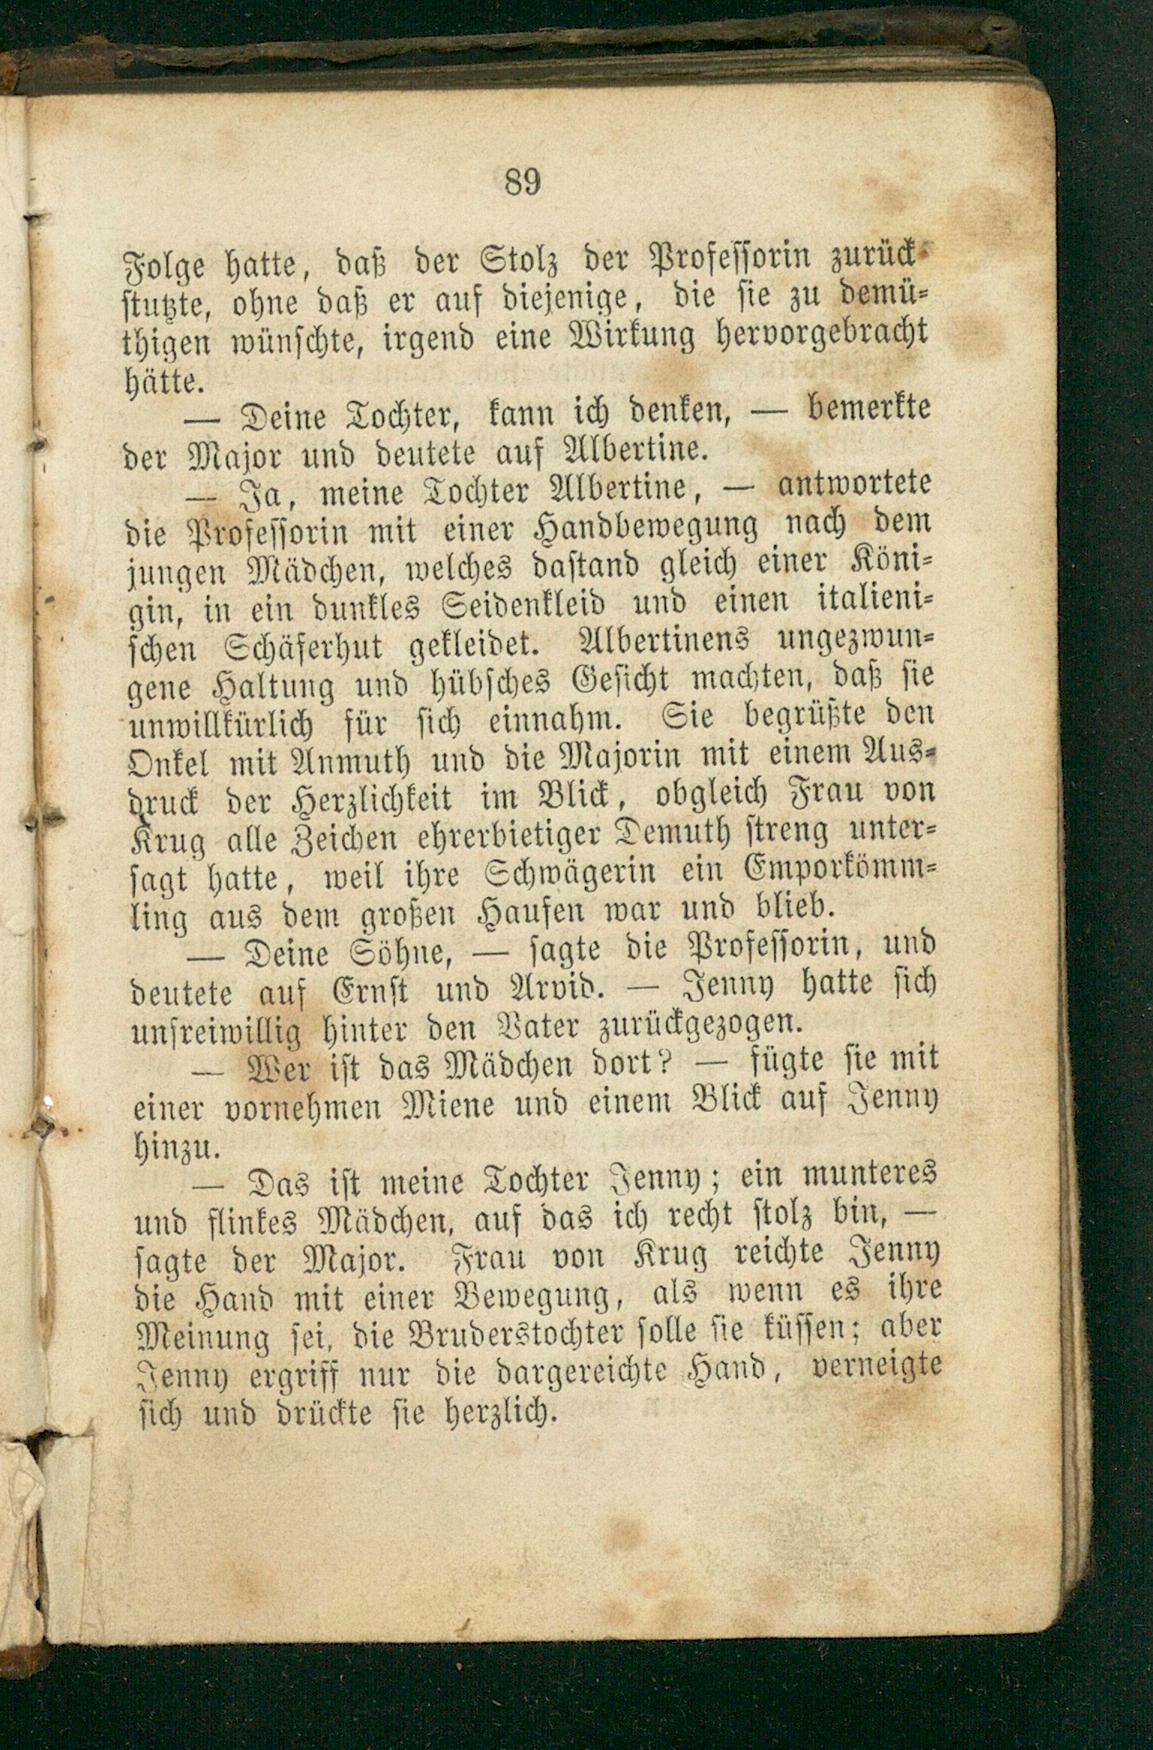 89
Folge hatte, daß der Stolz der Professorin zurück-
stutzte, ohne daß er auf diejenige, die sie zu demü-
thigen wünschte, irgend eine Wirkung hervorgebracht
hätte.
— Deine Tochter, kann ich denken, — bemerkte
der Major und deutete auf Albertine.
— Ja, meine Tochter Albertine, — antwortete
die Professorin mit einer Handbewegung nach dem
jungen Mädchen, welches dastand gleich einer Köni-
gin, in ein dunkles Seidenkleid und einen italieni-
schen Schäferhut gekleidet. Albertinens ungezwun-
gene Haltung und hübsches Gesicht machten, daß sie
unwillkürlich für sich einnahm. Sie begrüßte den
Onkel mit Anmuth und die Majorin mit einem Aus-
druck der Herzlichkeit im Blick, obgleich Frau von
Krug alle Zeichen ehrerbietiger Demuth streng unter-
sagt hatte, weil ihre Schwägerin ein Emporkömm-
ling aus dem großen Haufen war und blieb.
— Deine Söhne, — sagte die Professorin, und
deutete auf Ernst und Arvid. — Jenny hatte sich
unfreiwillig hinter den Vater zurückgezogen.
— Wer ist das Mädchen dort? — fügte sie mit
einer vornehmen Miene und einem Blick auf Jenny
hinzu.
— Das ist meine Tochter Jenny; ein munteres
und flinkes Mädchen, auf das ich recht stolz bin, —
sagte der Major. Frau von Krug reichte Jenny
die Hand mit einer Bewegung, als wenn es ihre
Meinung sei, die Bruderstochter solle sie küssen; aber
Jenny ergriff nur die dargereichte Hand, verneigte
sich und drückte sie herzlich.